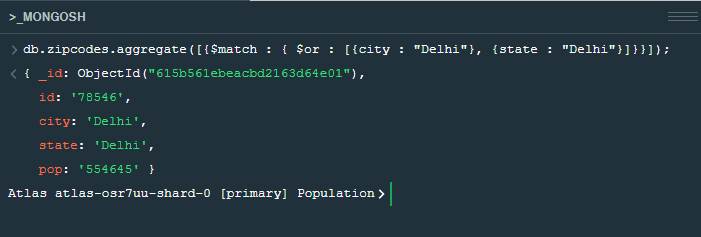 >_MONGOSH
> db.zipcodes.aggregate([{$match : { $or : [{city : "Delhi"}, {state : "Delhi"}]}}]);
< { _id: ObjectId("615b561ebeacbd2163d64e01"),
id: '78546',
city: 'Delhi',
state: 'Delhi',
pop: '554645' }
Atlas atlas-osr7uu-shard-0 [primary] Population>